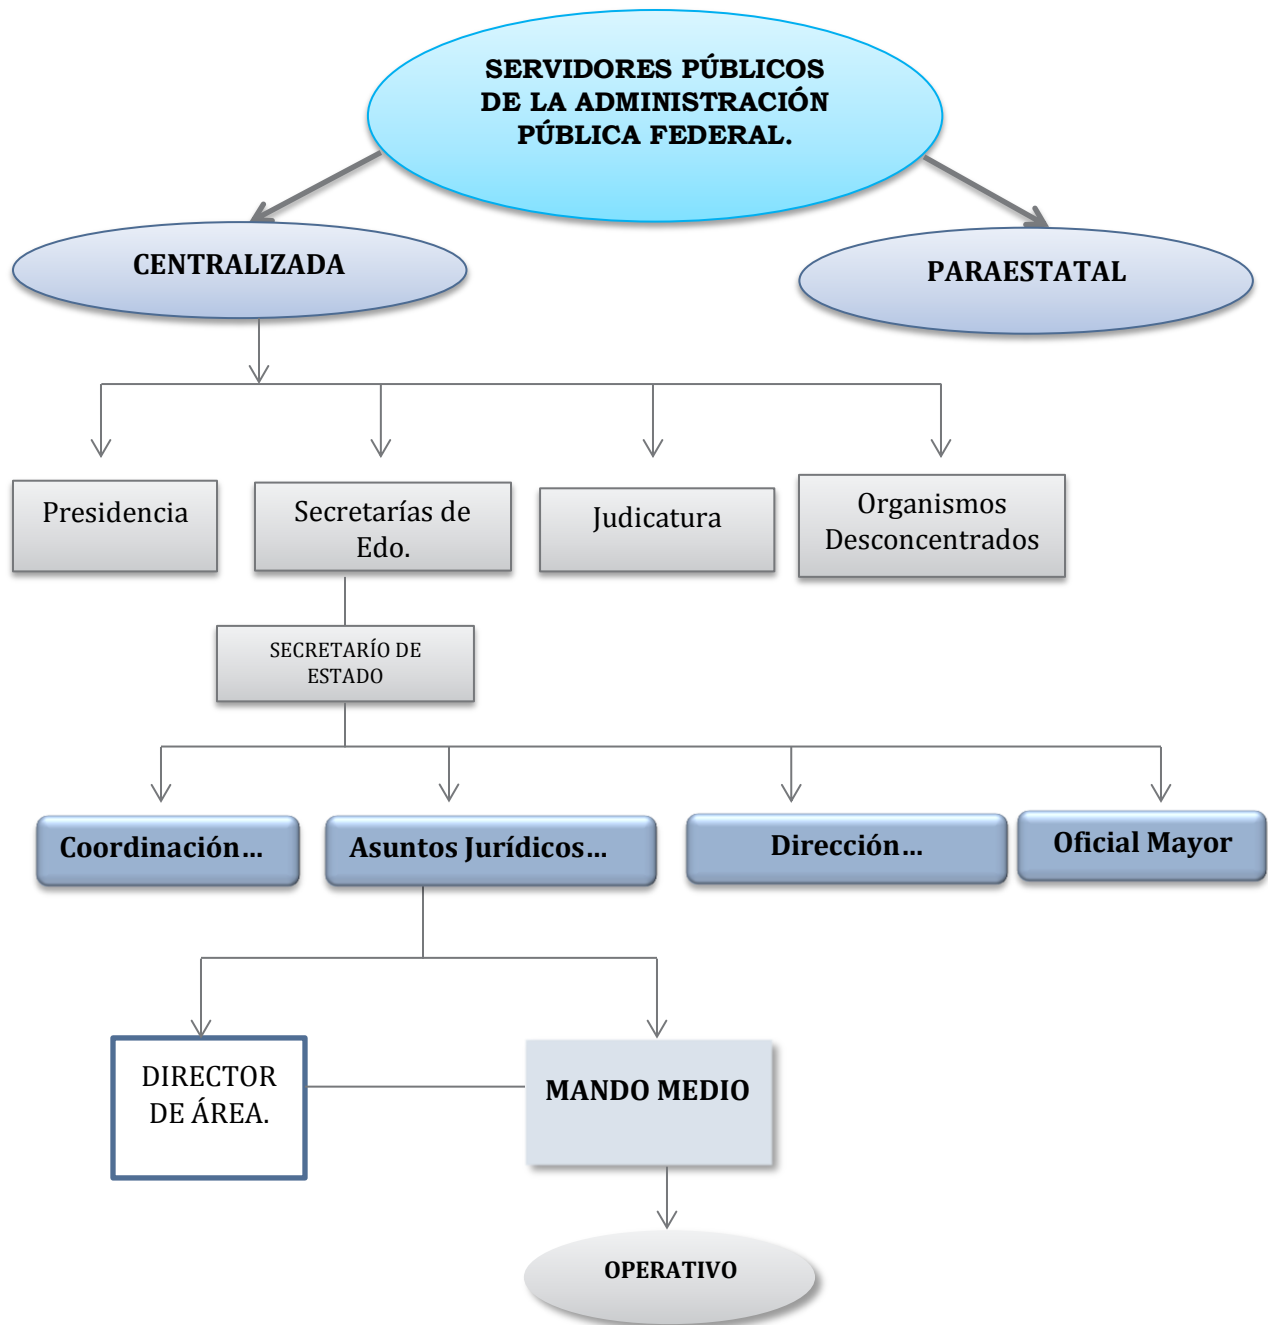 SERVIDORES PÚBLICOS
DE LA ADMINISTRACIÓN
PÚBLICA FEDERAL.
CENTRALIZADA
PARAESTATAL
Presidencia
Secretarías de
Edo.
Judicatura
Organismos
Desconcentrados
SECRETARÍO DE
ESTADO
Coordinación...
Asuntos Jurídicos...
Dirección...
Oficial Mayor
DIRECTOR
DE ÁREA.
MANDO MEDIO
OPERATIVO